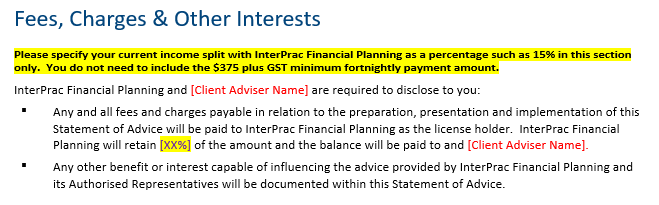 Fees, Charges & Other Interests
Please specify your current income split with InterPrac Financial Planning as a percentage such as 15% in this section
only. You do not need to include the $375 plus GST minimum fortnightly payment amount.
InterPrac Financial Planning and [Client Adviser Name] are required to disclose to you:
▪ Any and all fees and charges payable in relation to the preparation, presentation and implementation of this
Statement of Advice will be paid to InterPrac Financial Planning as the license holder. InterPrac Financial
Planning will retain [XX%] of the amount and the balance will be paid to and [Client Adviser Name].
▪ Any other benefit or interest capable of influencing the advice provided by InterPrac Financial Planning and
its Authorised Representatives will be documented within this Statement of Advice.